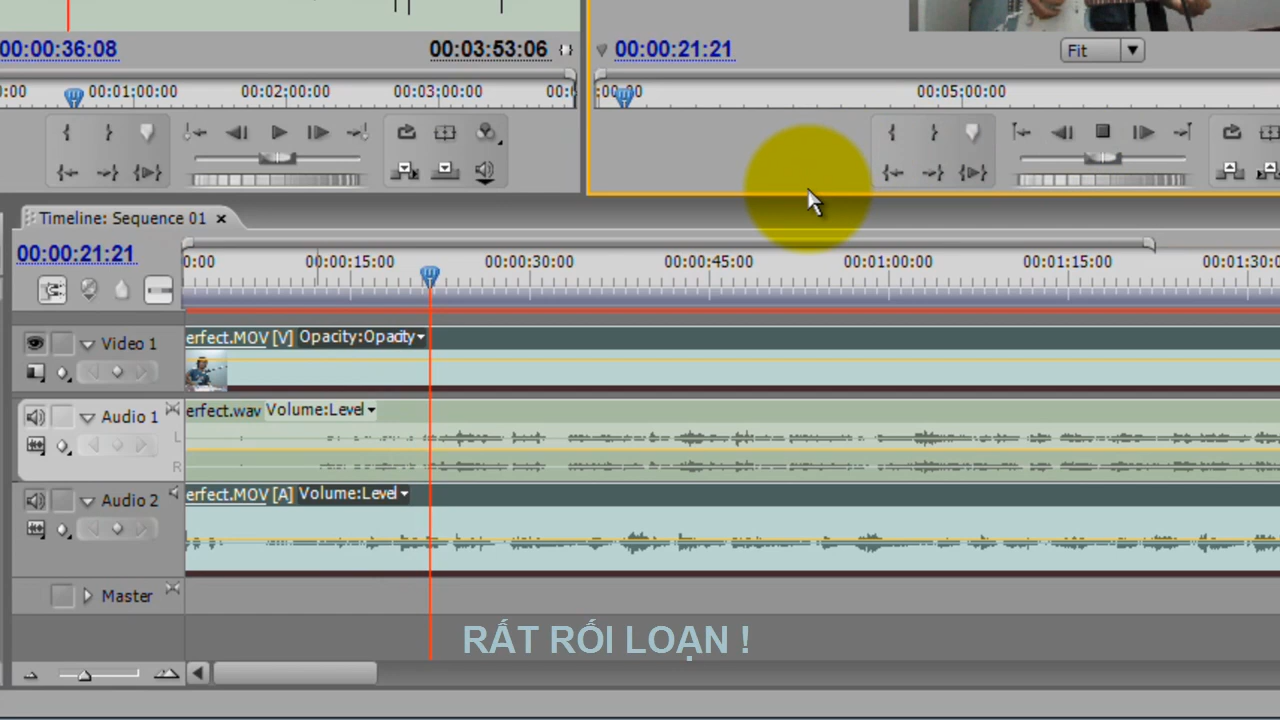 00:00:36:08
00:03:53:06
00:00:21:21
Fit
00:01:00:00
00:02:00:00
00:03:00:00
00:05:00:00
Timeline: Sequence 01
00:00:21:21
0:00
00:00:15:00
00:00:30:00
00:00:45:00
00:01:00:00
00:01:15:00
00:01:30:0
Video 1
erfect.MOV [V] Opacity:Opacity
Audio 1
erfect.wav Volume:Level
L
R
Audio 2
erfect.MOV [A] Volume:Level
Master
RẤT RỐI LOẠN !